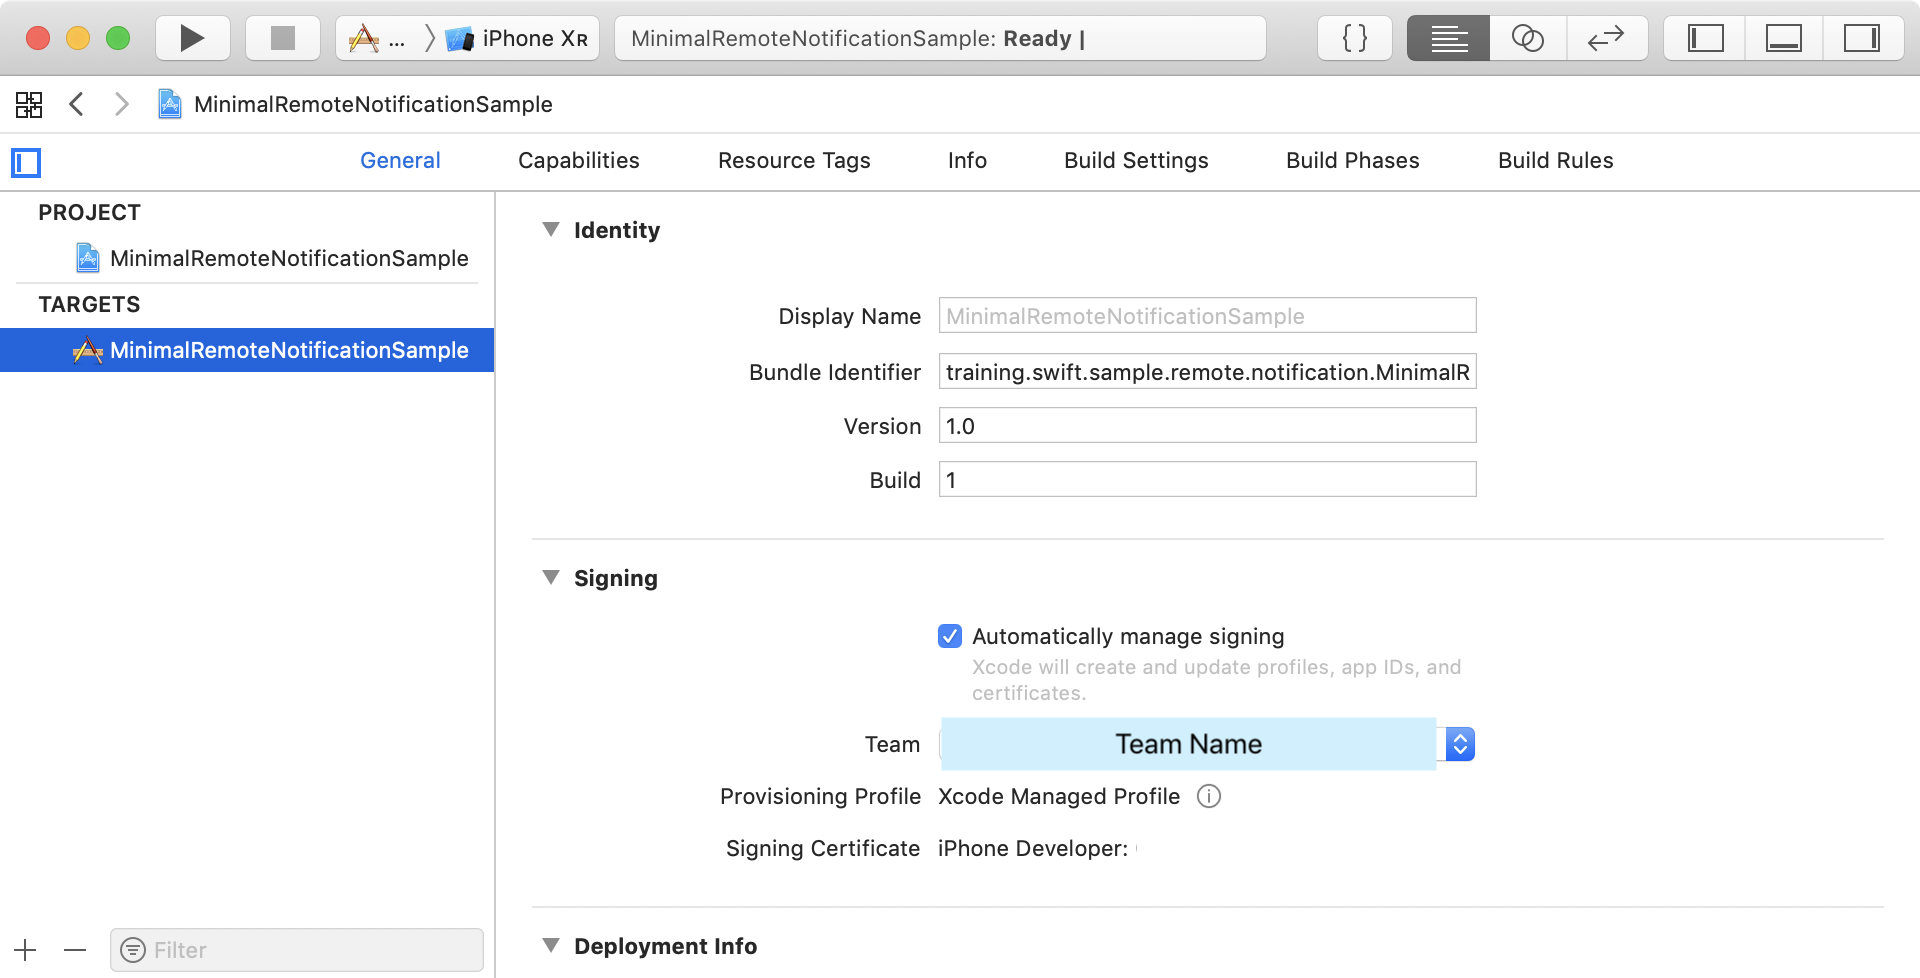 ... iPhone XR
MinimalRemoteNotificationSample: Ready |
{ }
MinimalRemoteNotificationSample
General Capabilities Resource Tags Info Build Settings Build Phases Build Rules
PROJECT
MinimalRemoteNotificationSample
TARGETS
MinimalRemoteNotificationSample
Filter
Identity
Display Name MinimalRemoteNotificationSample
Bundle Identifier training.swift.sample.remote.notification.MinimalR
Version 1.0
Build 1
Signing
Automatically manage signing
Xcode will create and update profiles, app IDs, and
certificates.
Team Team Name
Provisioning Profile Xcode Managed Profile
Signing Certificate iPhone Developer:
Deployment Info